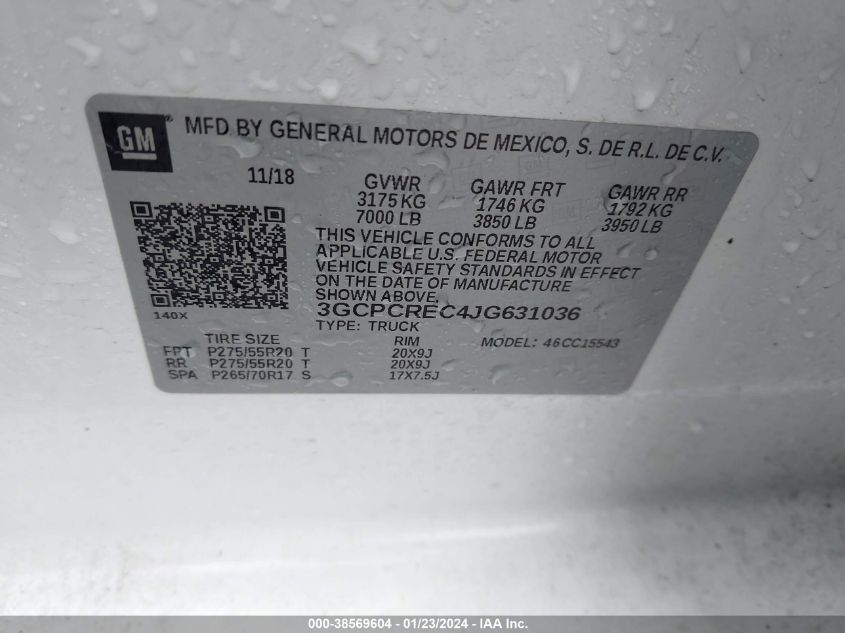 GM ® MFD BY GENERAL MOTORS DE MEXICO, S. DE R.L. DE C.V.
11/18 GVWR GAWR FRT GAWR RR
3175 KG 1746 KG 1792 KG
7000 LB 3850 LB 3950 LB
THIS VEHICLE CONFORMS TO ALL
APPLICABLE U.S. FEDERAL MOTOR
VEHICLE SAFETY STANDARDS IN EFFECT
ON THE DATE OF MANUFACTURE
SHOWN ABOVE.
140X 3GCPCREC4JG631036
TYPE: TRUCK
TIRE SIZE RIM MODEL: 46CC15543
FRT P275/55R20 T 20X9J
RR P275/55R20 T 20X9J
SPA P265/70R17 S 17X7.5J
000-38569604 - 01/23/2024 - IAA Inc.